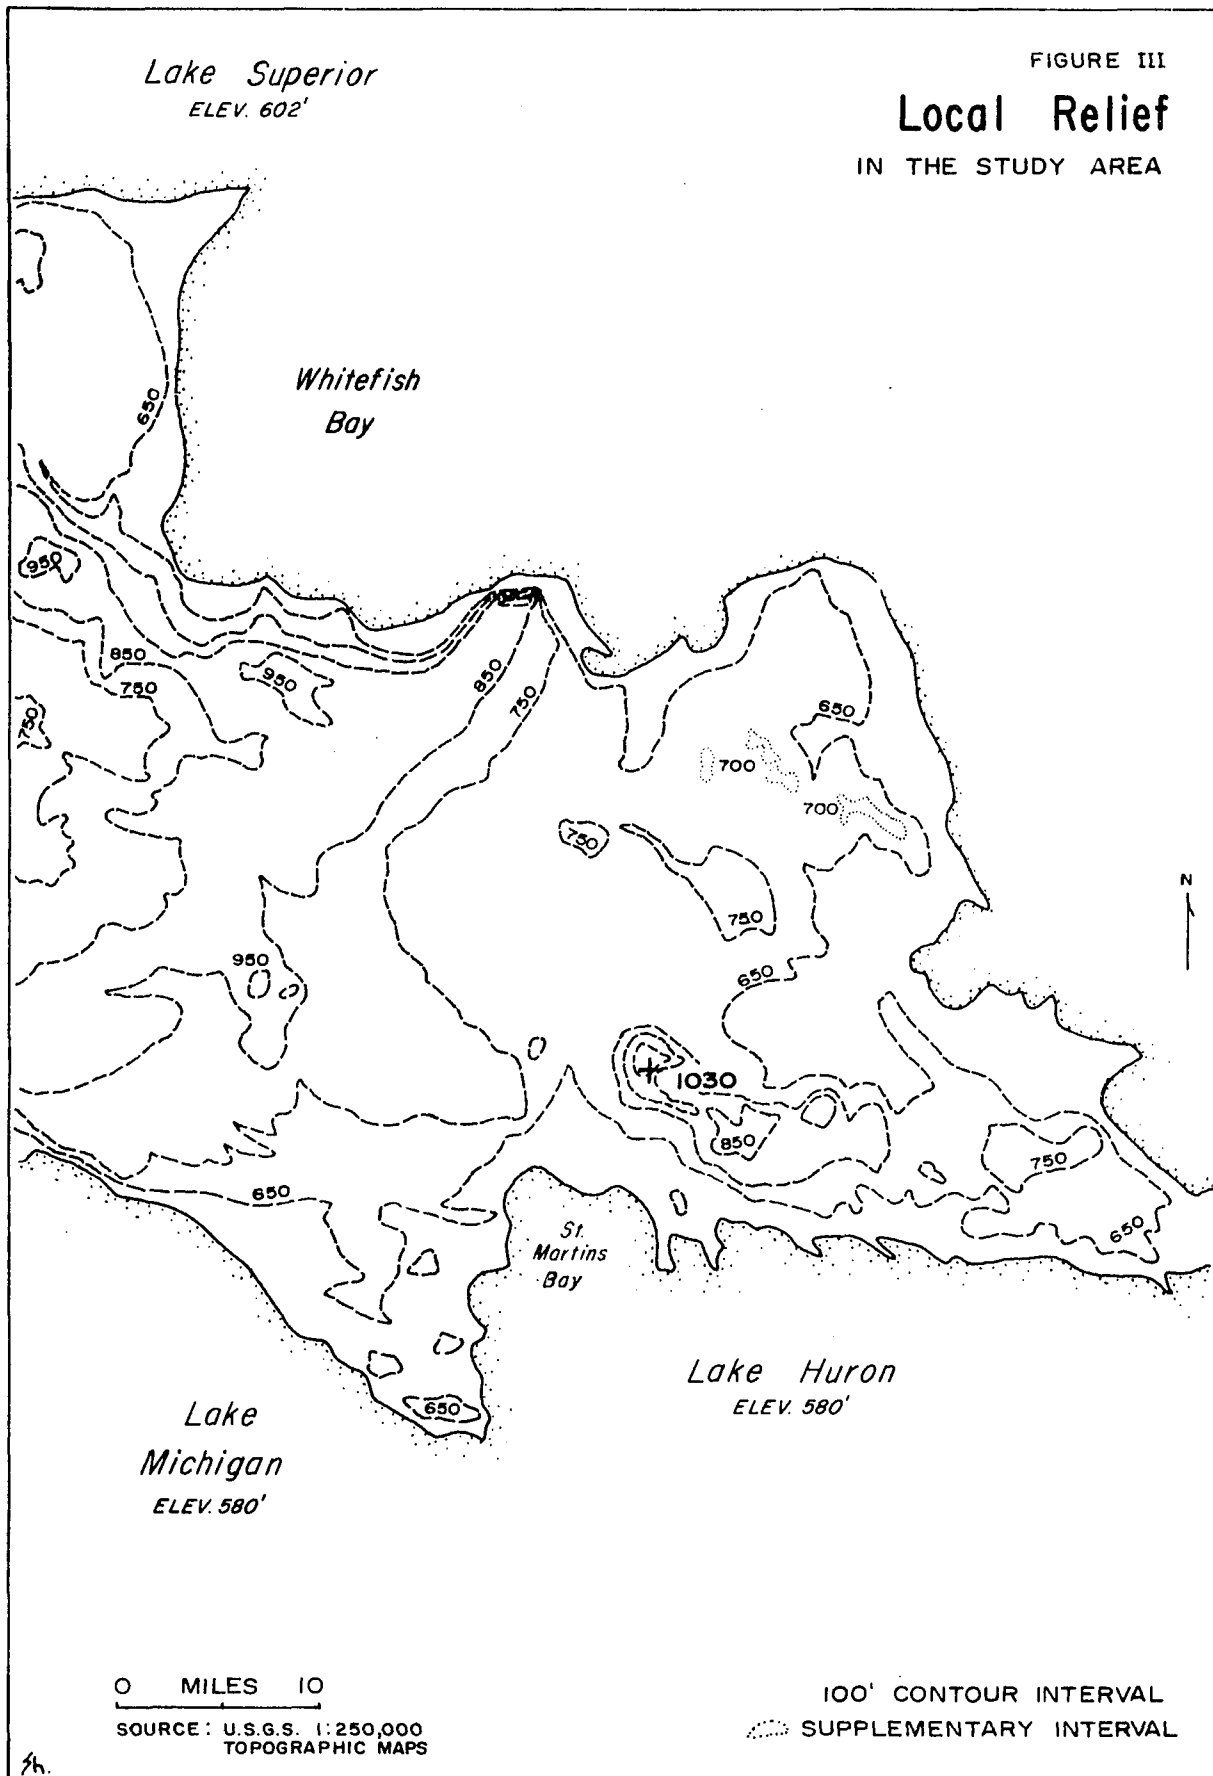 FIGURE III
Local Relief
IN THE STUDY AREA
Lake Superior
ELEV. 602'
Whitefish
Bay
650
950
850
750
750
950
850
750
650
700
700
750
750
950
650
1030
850
750
650
650
St.
Martins
Bay
650
Lake Huron
ELEV. 580'
Lake
Michigan
ELEV. 580'
N
0 MILES 10
SOURCE: U.S.G.S. 1:250,000
TOPOGRAPHIC MAPS
100' CONTOUR INTERVAL
SUPPLEMENTARY INTERVAL